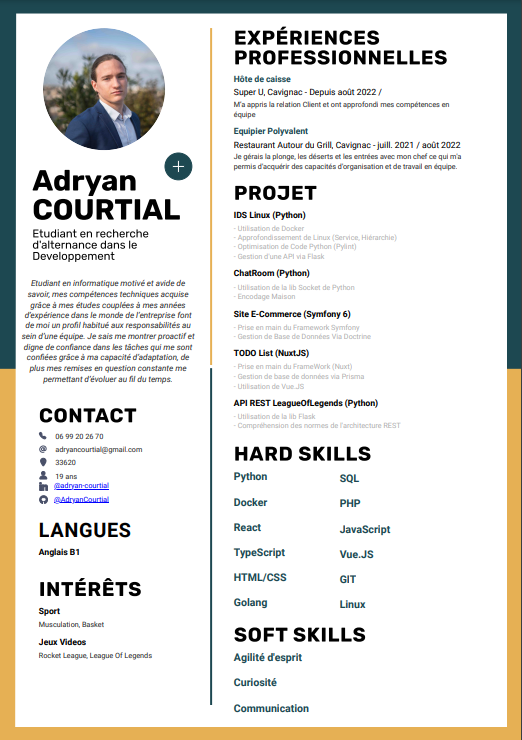 Adryan
COURTIAL
Etudiant en recherche
d'alternance dans le
Developpement
Etudiant en informatique motivé et avide de
savoir, mes compétences techniques acquise
grâce à mes études couplées à mes années
d'expérience dans le monde de l'entreprise font
de moi un profil habitué aux responsabilités au
sein d'une équipe. Je sais me montrer proactif et
digne de confiance dans les tâches qui me sont
confiées grâce à ma capacité d'adaptation, de
plus mes remises en question constante me
permettant d'évoluer au fil du temps.
CONTACT
06 99 20 26 70
adryancourtial@gmail.com
33620
19 ans
@adryan-courtial
@AdryanCourtial
LANGUES
Anglais B1
INTÉRÊTS
Sport
Musculation, Basket
Jeux Videos
Rocket League, League Of Legends
EXPÉRIENCES
PROFESSIONNELLES
Hôte de caisse
Super U, Cavignac - Depuis août 2022 /
M'a appris la relation Client et ont approfondi mes compétences en
équipe
Equipier Polyvalent
Restaurant Autour du Grill, Cavignac - juill. 2021 / août 2022
Je gérais la plonge, les déserts et les entrées avec mon chef ce qui m'a
permis d'acquérir des capacités d'organisation et de travail en équipe.
PROJET
IDS Linux (Python)
- Utilisation de Docker
- Approfondissement de Linux (Service, Hiérarchie)
- Optimisation de Code Python (Pylint)
- Gestion d'une API via Flask
ChatRoom (Python)
- Utilisation de la lib Socket de Python
- Encodage Maison
Site E-Commerce (Symfony 6)
- Prise en main du Framework Symfony
- Gestion de Base de Données Via Doctrine
TODO List (NuxtJS)
- Prise en main du FrameWork (Nuxt)
- Gestion de base de données via Prisma
- Utilisation de Vue.JS
API REST LeagueOfLegends (Python)
- Utilisation de la lib Flask
- Compréhension des normes de l'architecture REST
HARD SKILLS
Python
SQL
Docker
PHP
React
JavaScript
TypeScript
Vue.JS
HTML/CSS
GIT
Golang
Linux
SOFT SKILLS
Agilité d'esprit
Curiosité
Communication